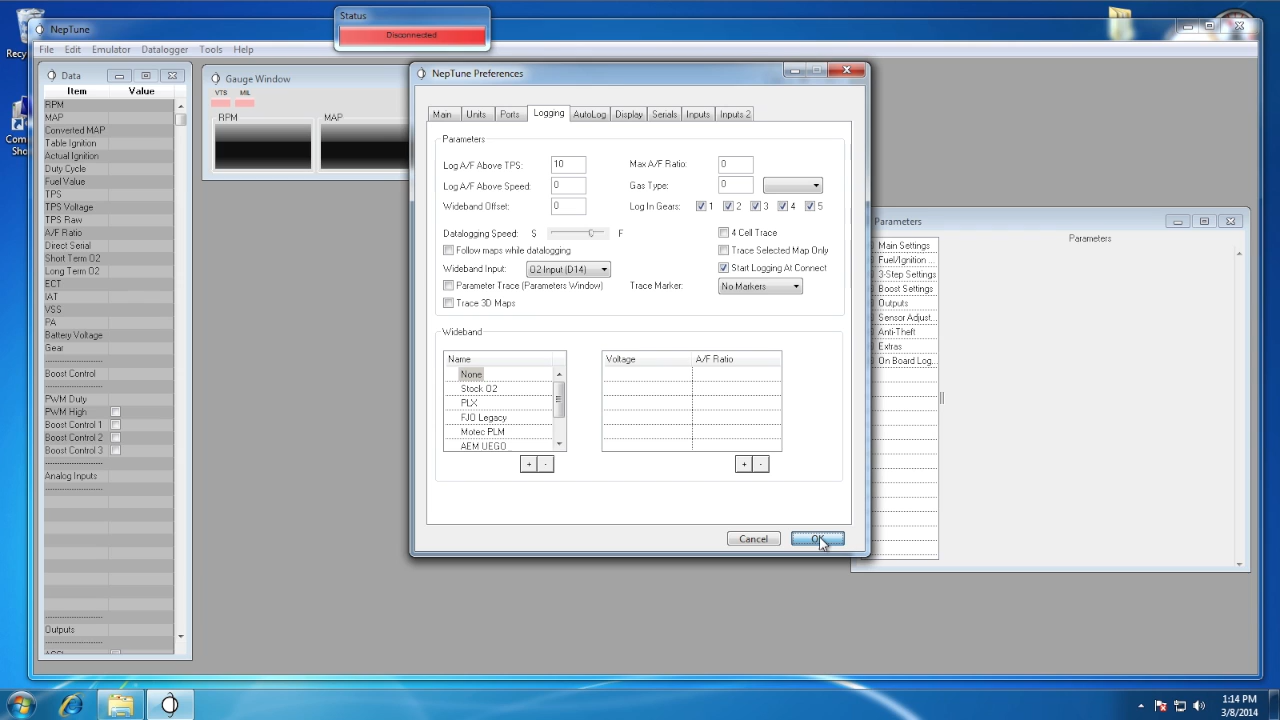 Recy
Com
Sho
NepTune
Status
Disconnected
File Edit Emulator Datalogger Tools Help
Data
Item Value
RPM
MAP
Converted MAP
Table Ignition
Actual Ignition
Duty Cycle
Fuel Value
TPS
TPS Voltage
TPS Raw
A/F Ratio
Direct Serial
Short Term O2
Long Term O2
ECT
IAT
VSS
PA
Battery Voltage
Gear
Boost Control
PWM Duty
PWM High
Boost Control 1
Boost Control 2
Boost Control 3
Analog Inputs
Outputs
Gauge Window
VTS MIL
RPM MAP
NepTune Preferences
Main Units Ports Logging AutoLog Display Serials Inputs Inputs 2
Parameters
Log A/F Above TPS: 10 Max A/F Ratio: 0
Log A/F Above Speed: 0 Gas Type: 0
Wideband Offset: 0 Log In Gears: 1 2 3 4 5
Datalogging Speed: S F 4 Cell Trace
Follow maps while datalogging Trace Selected Map Only
Wideband Input: O2 Input (D14) Start Logging At Connect
Parameter Trace (Parameters Window) Trace Marker: No Markers
Trace 3D Maps
Wideband
Name Voltage A/F Ratio
None
Stock O2
PLX
FJO Legacy
Motec PLM
AEM UEGO
+ - + -
Cancel OK
Parameters
Parameters
Main Settings
Fuel/Ignition ...
3-Step Settings
Boost Settings
Outputs
Sensor Adjust...
Anti-Theft
Extras
On Board Log...
1:14 PM
3/8/2014